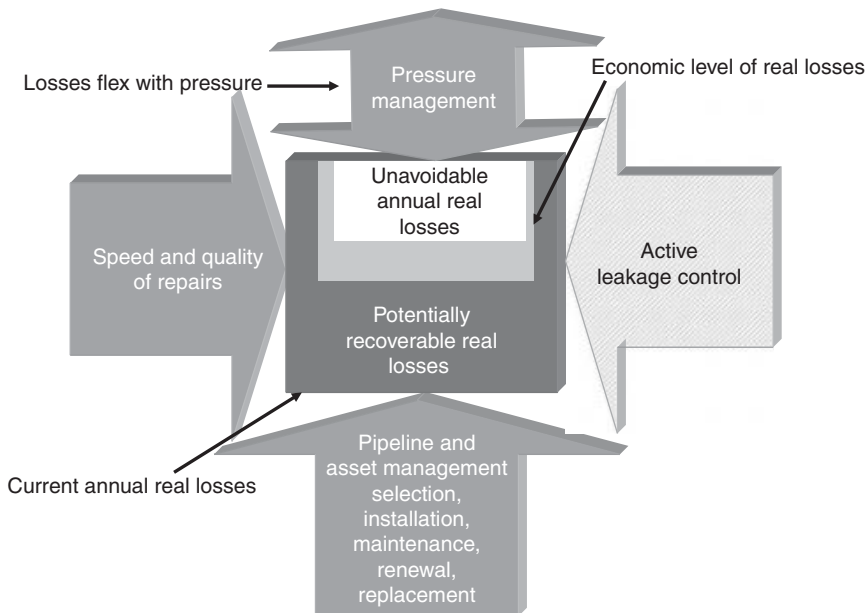 Losses flex with pressure
Pressure
management
Economic level of real losses
Unavoidable
annual real
losses
Speed and quality
of repairs
Active
leakage control
Potentially
recoverable real
losses
Current annual real losses
Pipeline and
asset management
selection,
installation,
maintenance,
renewal,
replacement